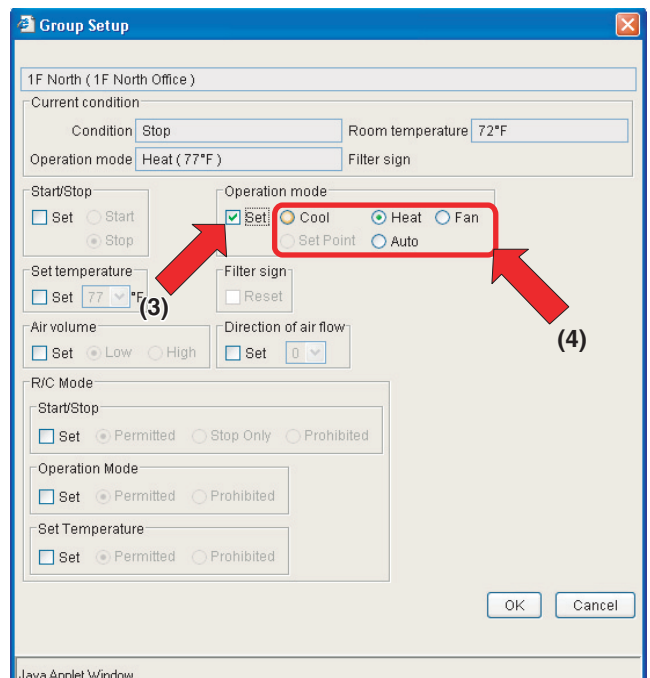 Group Setup
1F North ( 1F North Office )
Current condition
Condition Stop Room temperature 72°F
Operation mode Heat ( 77°F ) Filter sign
Start/Stop Operation mode
Set Start Set Cool Heat Fan
Stop Set Point Auto
(3)
(4)
Set temperature Filter sign
Set 77 °F Reset
Air volume Direction of air flow
Set Low High Set 0
R/C Mode
Start/Stop
Set Permitted Stop Only Prohibited
Operation Mode
Set Permitted Prohibited
Set Temperature
Set Permitted Prohibited
OK Cancel
Java Applet Window